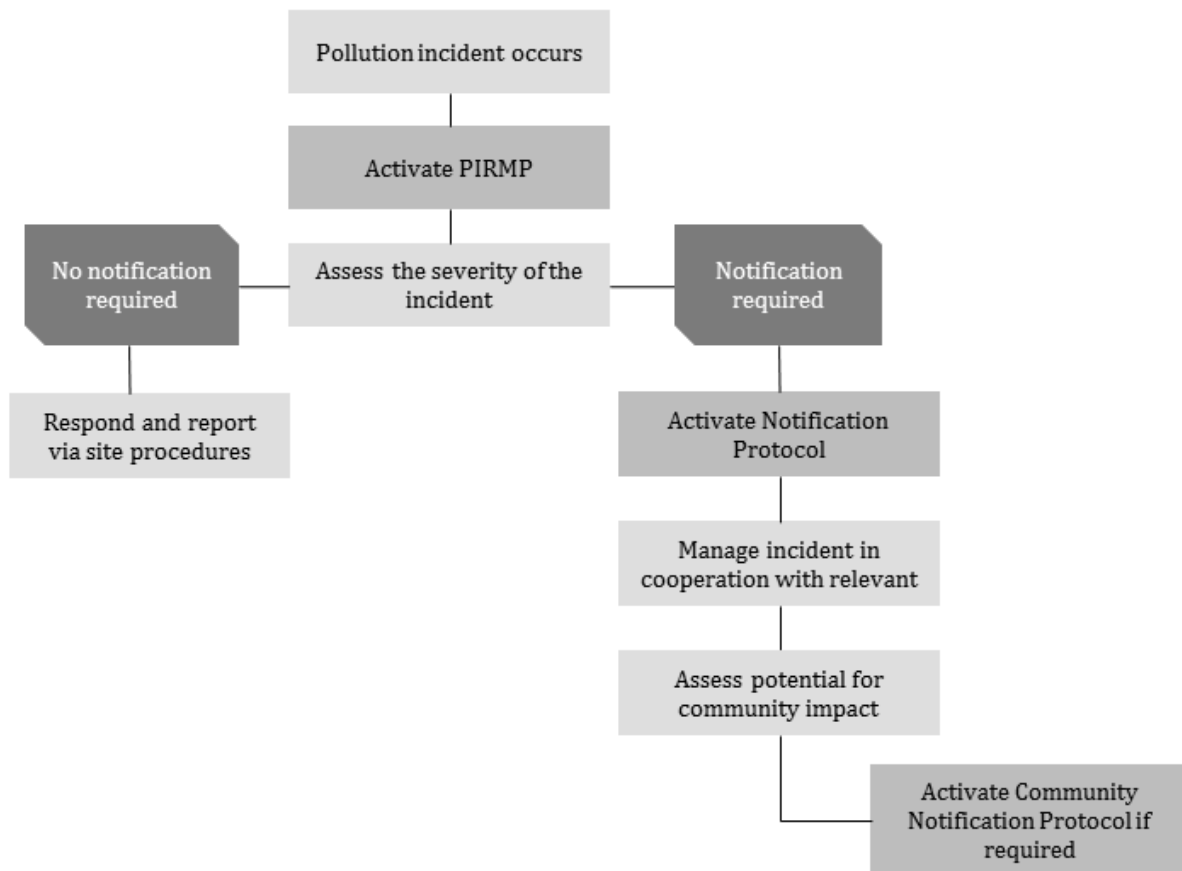 Pollution incident occurs
Activate PIRMP
Assess the severity of the
incident
No notification
required
Notification
required
Respond and report
via site procedures
Activate Notification
Protocol
Manage incident in
cooperation with relevant
Assess potential for
community impact
Activate Community
Notification Protocol if
required